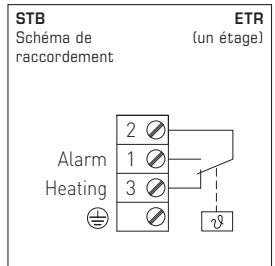 STB ETR
Schéma de (un étage)
raccordement
2
Alarm 1
Heating 3
ϑ